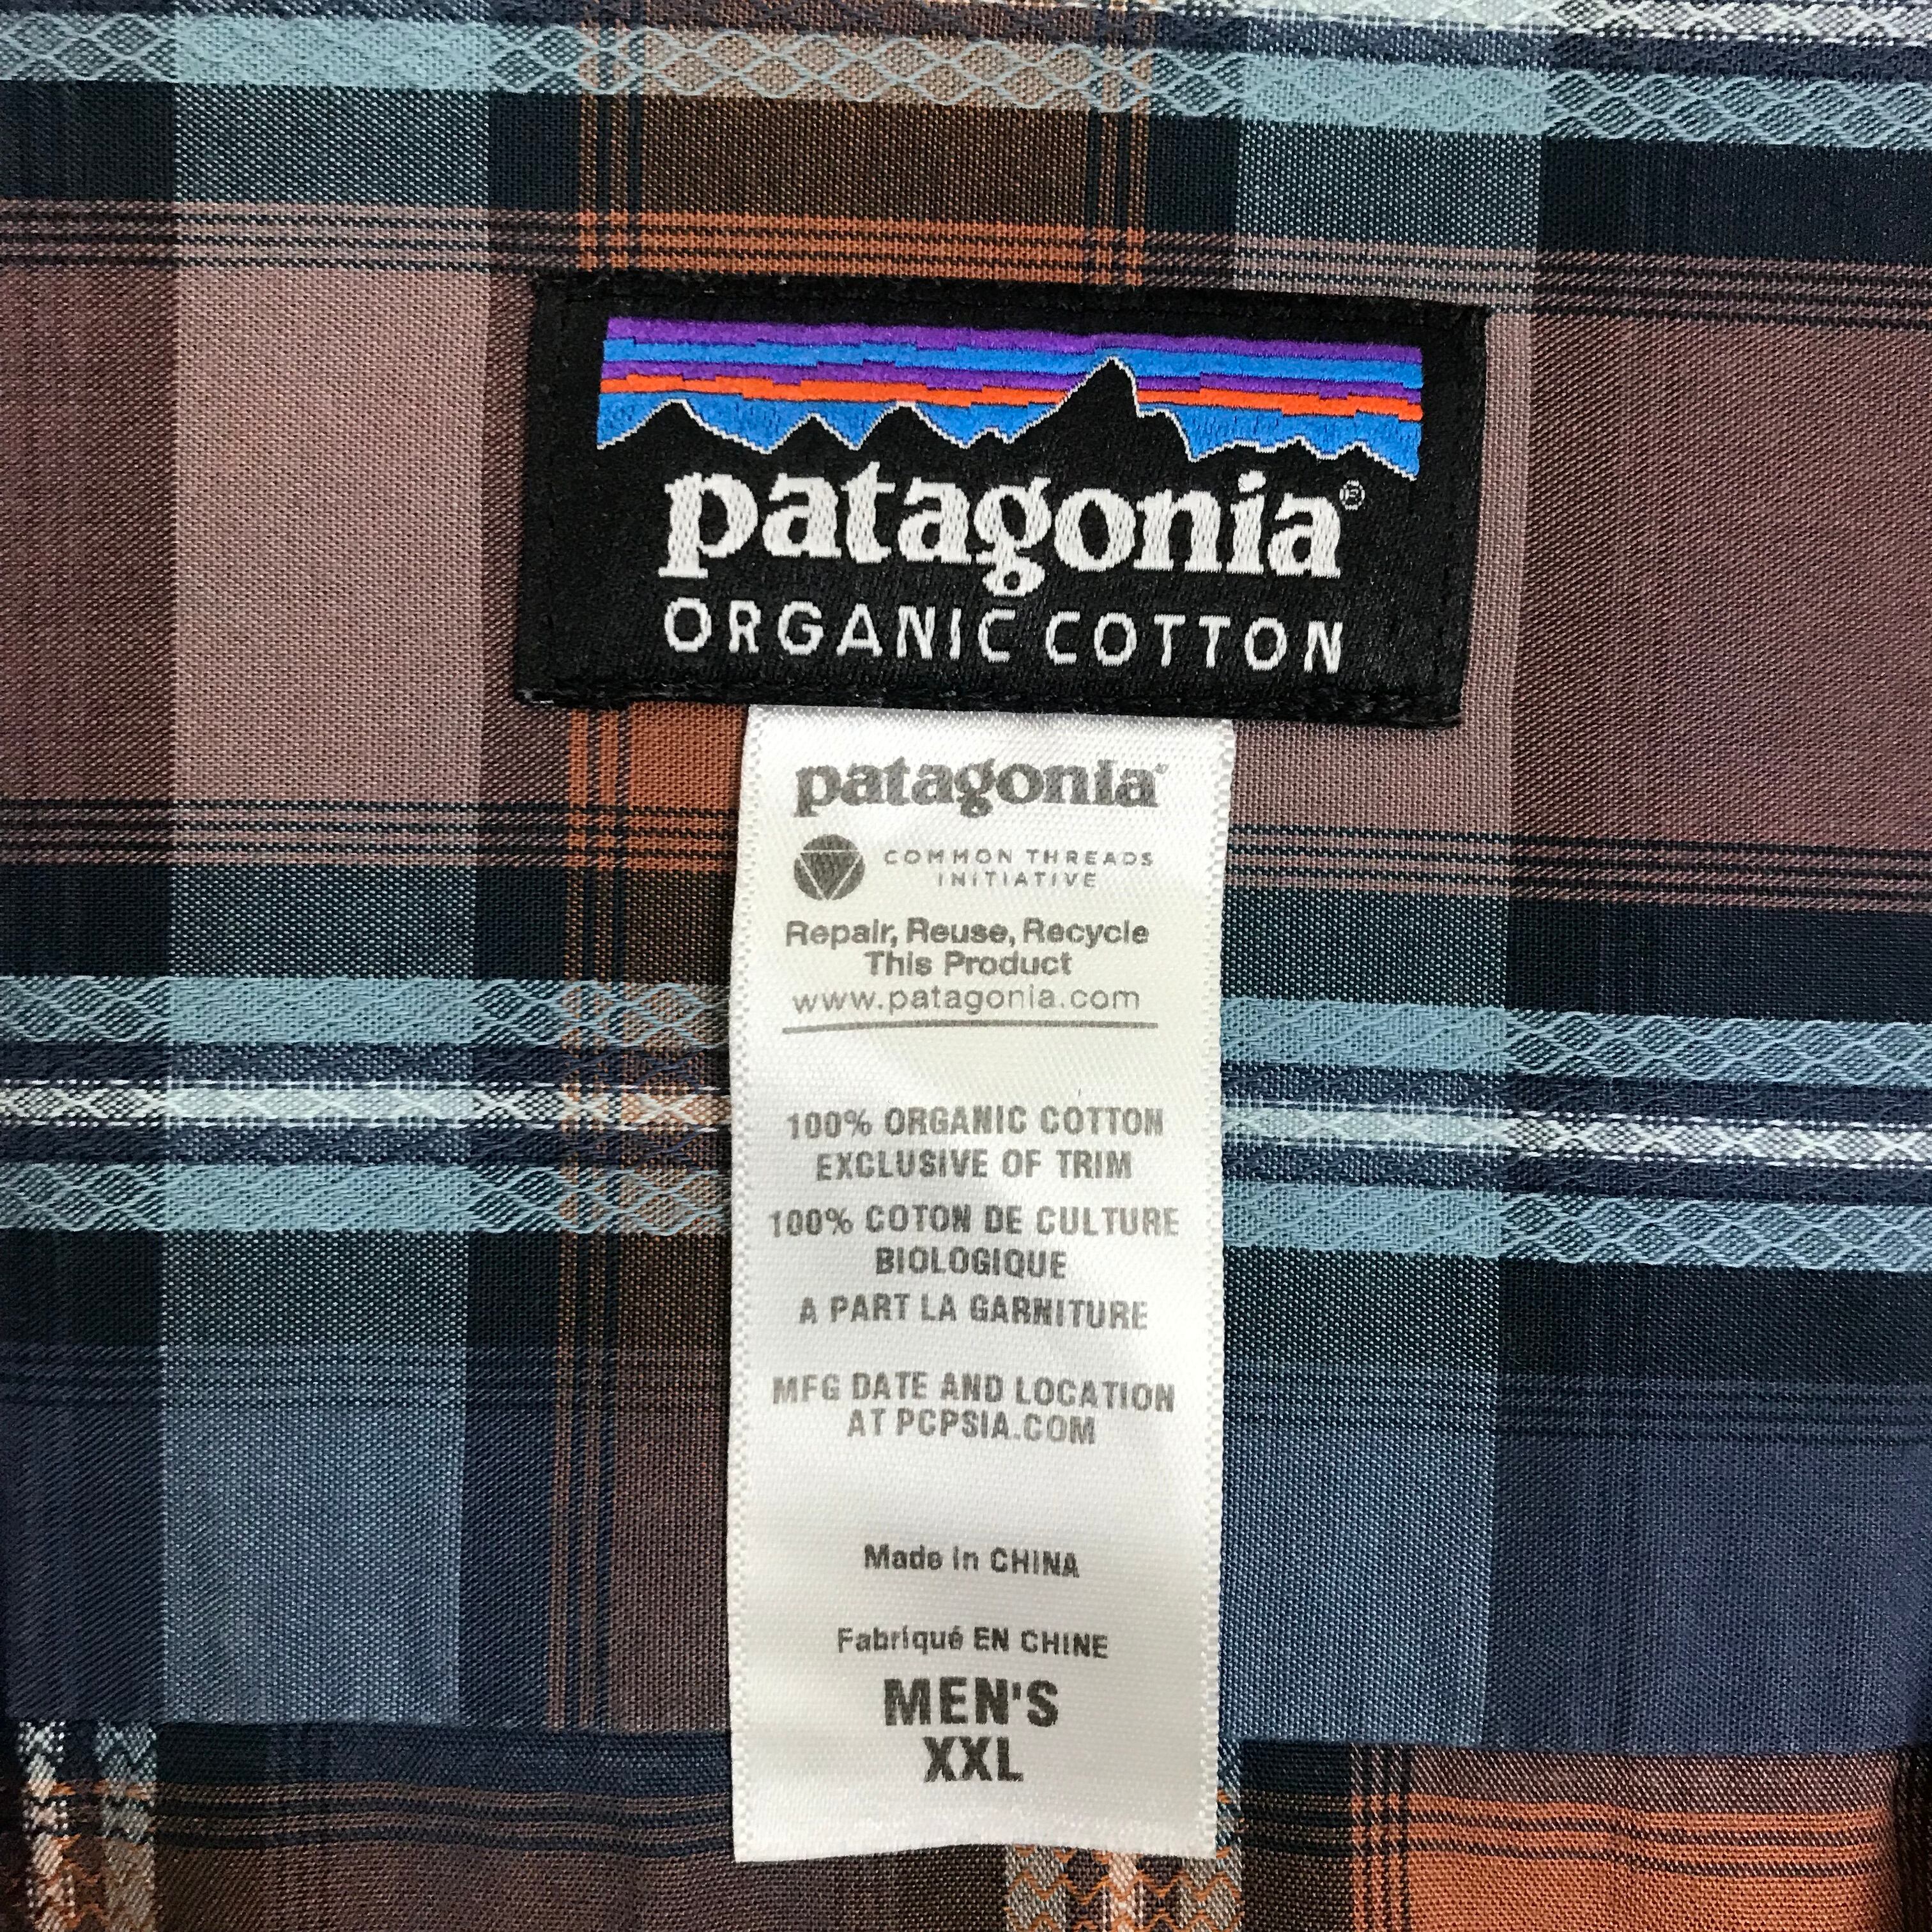 patagonia®
ORGANIC COTTON
patagonia®
COMMON THREADS
INITIATIVE
Repair, Reuse, Recycle
This Product
www.patagonia.com
100% ORGANIC COTTON
EXCLUSIVE OF TRIM
100% COTON DE CULTURE
BIOLOGIQUE
A PART LA GARNITURE
MFG DATE AND LOCATION
AT PCPSIA.COM
Made in CHINA
Fabriqué EN CHINE
MEN'S
XXL